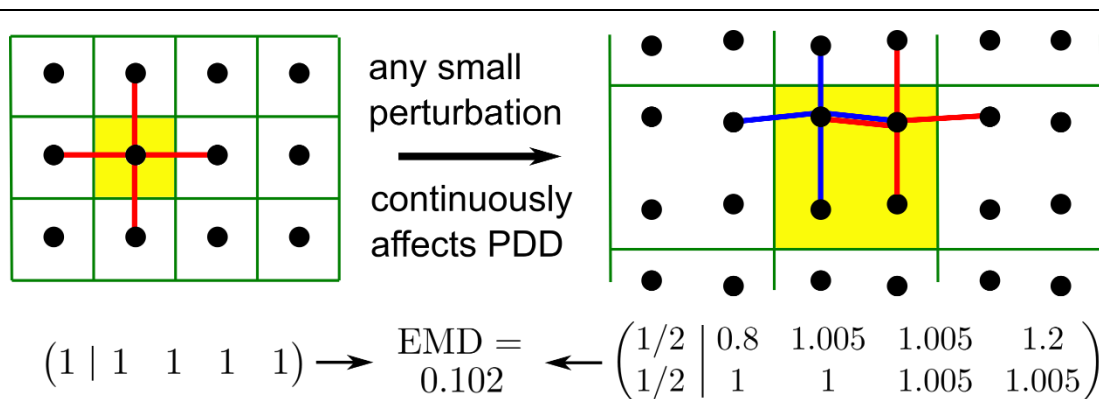 any small
perturbation
continuously
affects PDD
(1 | 1 1 1 1)
EMD =
0.102
1/2 | 0.8 1.005 1.005 1.2
1/2 | 1 1 1.005 1.005